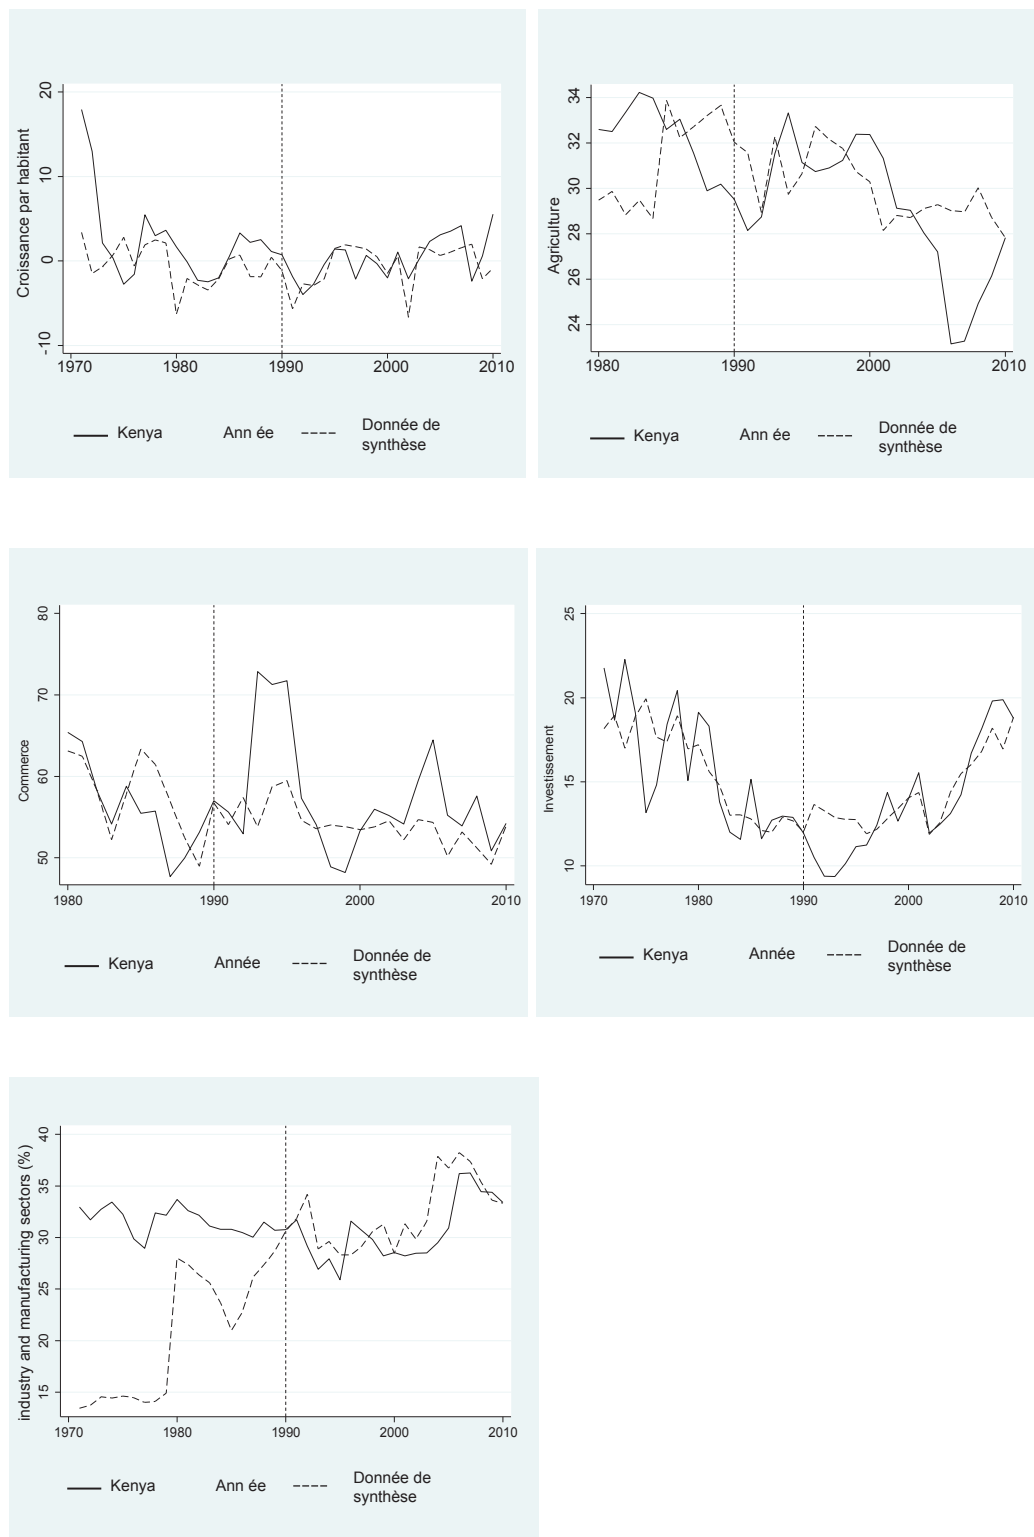 Croissance par habitant
20
10
0
-10
1970 1980 1990 2000 2010
Kenya Ann ée Donnée de
synthèse
Agriculture
34
32
30
28
26
24
1980 1990 2000 2010
Kenya Ann ée Donnée de
synthèse
Commerce
80
70
60
50
1980 1990 2000 2010
Kenya Année Donnée de
synthèse
Investissement
25
20
15
10
1970 1980 1990 2000 2010
Kenya Année Donnée de
synthèse
industry and manufacturing sectors (%)
40
35
30
25
20
15
1970 1980 1990 2000 2010
Kenya Ann ée Donnée de
synthèse